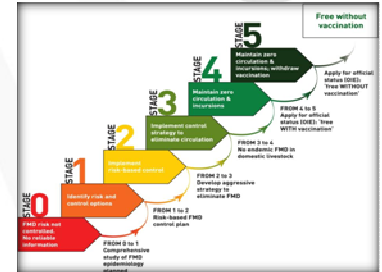 Free without
vaccination
STAGE 5
Maintain zero
circulation &
incursions, withdraw
vaccination
Apply for official
status (OIE):
'free WITHOUT
vaccination'
STAGE 4
Maintain zero
circulation &
incursions
FROM 4 to 5
Apply for official
status (OIE): 'free
WITH vaccination'
STAGE 3
Implement control
strategy to
eliminate circulation
FROM 3 to 4
No endemic FMD in
domestic livestock
STAGE 2
Implement
risk-based control
FROM 2 to 3
Develop aggressive
strategy to
eliminate FMD
STAGE 1
Identify risk and
control options
FROM 1 to 2
Risk-based FMD
control plan
STAGE 0
FMD risk not
controlled.
No reliable
information
FROM 0 to 1
Comprehensive
study of FMD
epidemiology
planned